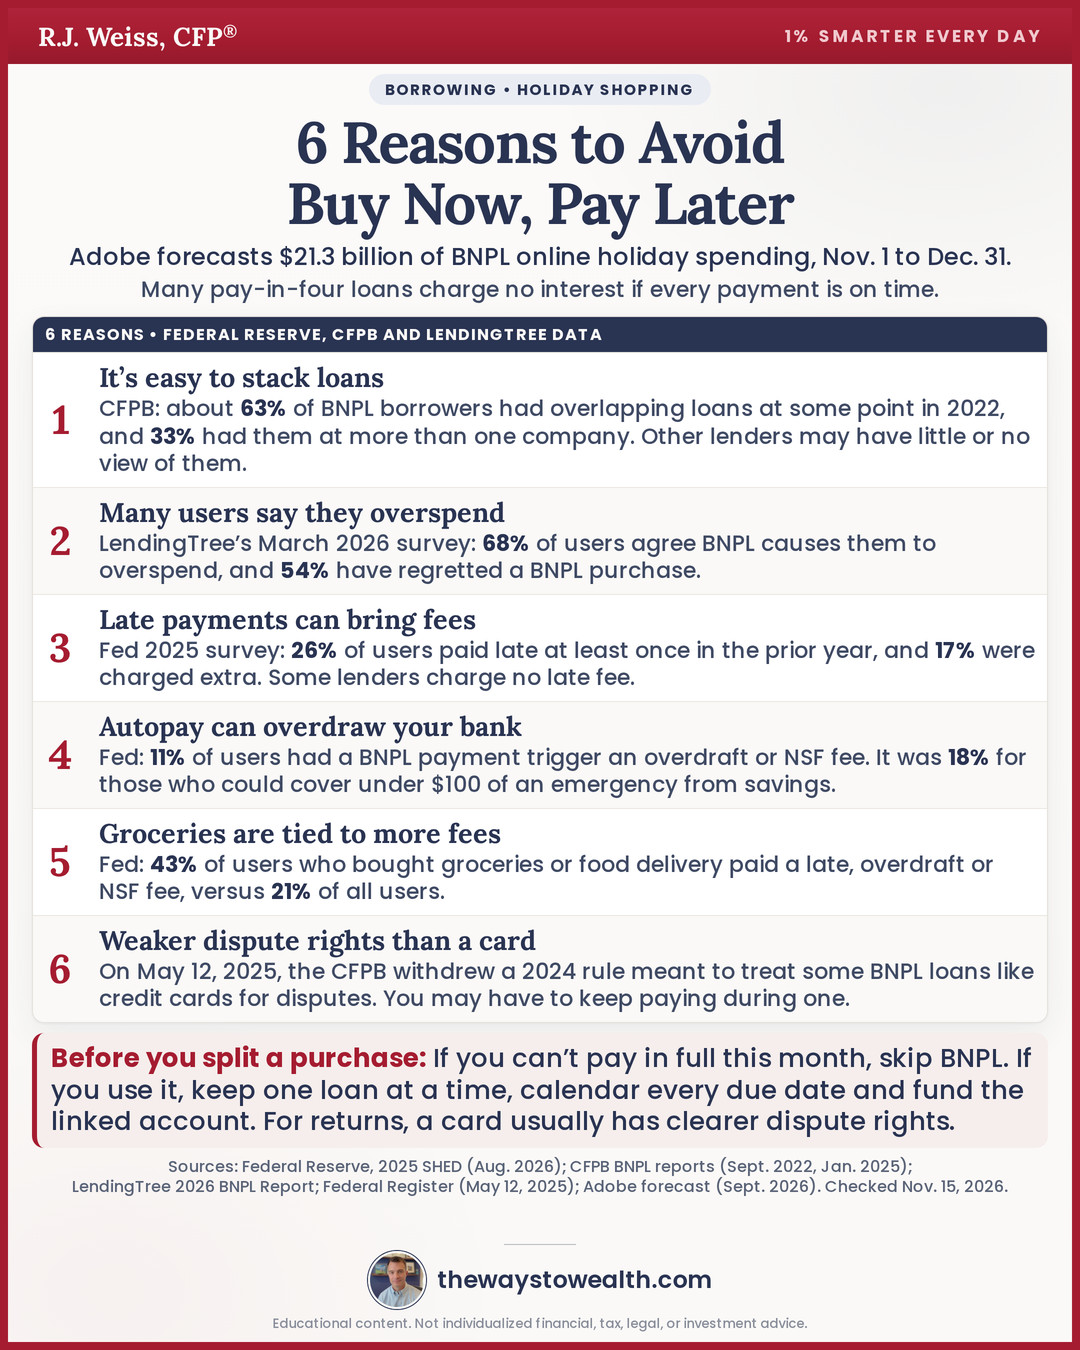 R.J. Weiss, CFP®
1% SMARTER EVERY DAY
BORROWING • HOLIDAY SHOPPING
6 Reasons to Avoid
Buy Now, Pay Later
Adobe forecasts $21.3 billion of BNPL online holiday spending, Nov. 1 to Dec. 31.
Many pay-in-four loans charge no interest if every payment is on time.
6 REASONS • FEDERAL RESERVE, CFPB AND LENDINGTREE DATA
1
It’s easy to stack loans
CFPB: about 63% of BNPL borrowers had overlapping loans at some point in 2022,
and 33% had them at more than one company. Other lenders may have little or no
view of them.
2
Many users say they overspend
LendingTree’s March 2026 survey: 68% of users agree BNPL causes them to
overspend, and 54% have regretted a BNPL purchase.
3
Late payments can bring fees
Fed 2025 survey: 26% of users paid late at least once in the prior year, and 17% were
charged extra. Some lenders charge no late fee.
4
Autopay can overdraw your bank
Fed: 11% of users had a BNPL payment trigger an overdraft or NSF fee. It was 18% for
those who could cover under $100 of an emergency from savings.
5
Groceries are tied to more fees
Fed: 43% of users who bought groceries or food delivery paid a late, overdraft or
NSF fee, versus 21% of all users.
6
Weaker dispute rights than a card
On May 12, 2025, the CFPB withdrew a 2024 rule meant to treat some BNPL loans like
credit cards for disputes. You may have to keep paying during one.
Before you split a purchase: If you can’t pay in full this month, skip BNPL. If
you use it, keep one loan at a time, calendar every due date and fund the
linked account. For returns, a card usually has clearer dispute rights.
Sources: Federal Reserve, 2025 SHED (Aug. 2026); CFPB BNPL reports (Sept. 2022, Jan. 2025);
LendingTree 2026 BNPL Report; Federal Register (May 12, 2025); Adobe forecast (Sept. 2026). Checked Nov. 15, 2026.
thewaystowealth.com
Educational content. Not individualized financial, tax, legal, or investment advice.